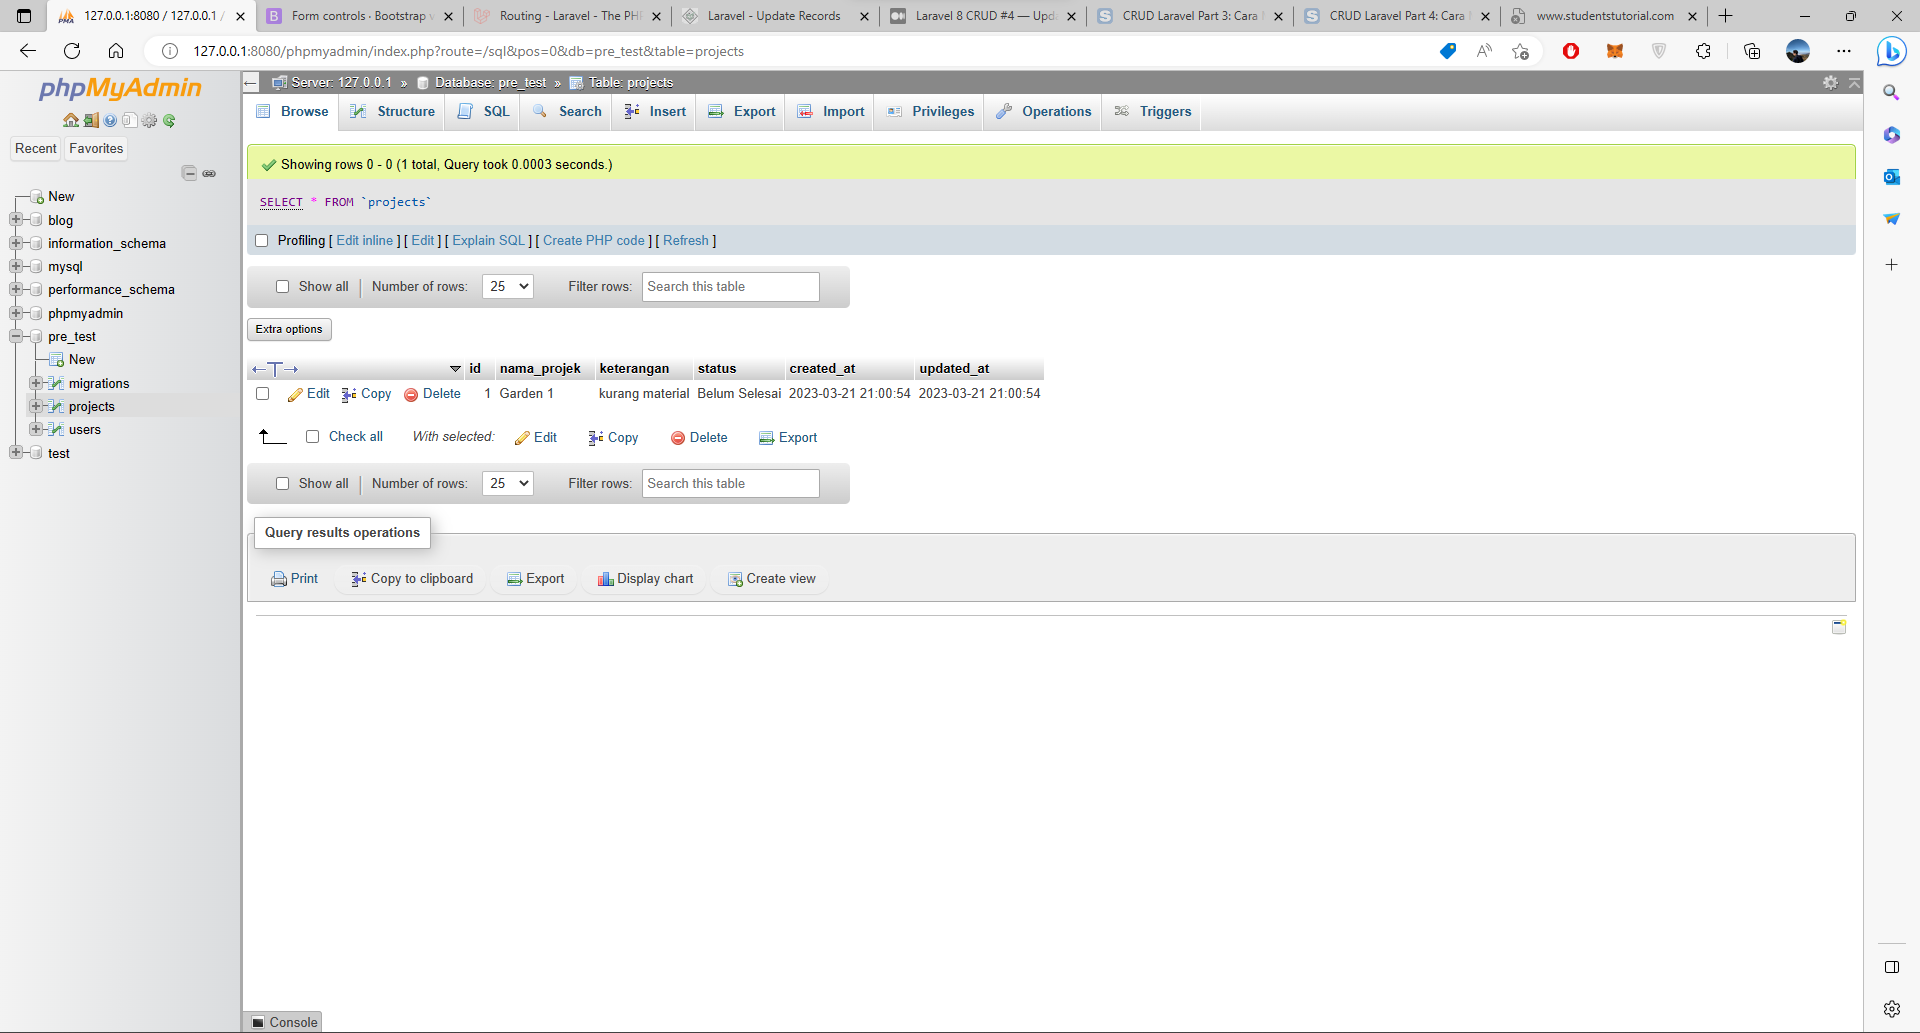 127.0.0.1:8080 / 127.0.0.1 /
Form controls · Bootstrap v
Routing - Laravel - The PH
Laravel - Update Records
Laravel 8 CRUD #4 — Upd
CRUD Laravel Part 3: Cara
CRUD Laravel Part 4: Cara
www.studentstutorial.com
127.0.0.1:8080/phpmyadmin/index.php?route=/sql&pos=0&db=pre_test&table=projects
phpMyAdmin
Recent
Favorites
New
blog
information_schema
mysql
performance_schema
phpmyadmin
pre_test
New
migrations
projects
users
test
Server: 127.0.0.1 » Database: pre_test » Table: projects
Browse
Structure
SQL
Search
Insert
Export
Import
Privileges
Operations
Triggers
Showing rows 0 - 0 (1 total, Query took 0.0003 seconds.)
SELECT * FROM `projects`
Profiling [ Edit inline ] [ Edit ] [ Explain SQL ] [ Create PHP code ] [ Refresh ]
Show all | Number of rows: 25 Filter rows: Search this table
Extra options
id nama_projek keterangan status created_at updated_at
Edit Copy Delete 1 Garden 1 kurang material Belum Selesai 2023-03-21 21:00:54 2023-03-21 21:00:54
Check all With selected: Edit Copy Delete Export
Show all | Number of rows: 25 Filter rows: Search this table
Query results operations
Print Copy to clipboard Export Display chart Create view
Console